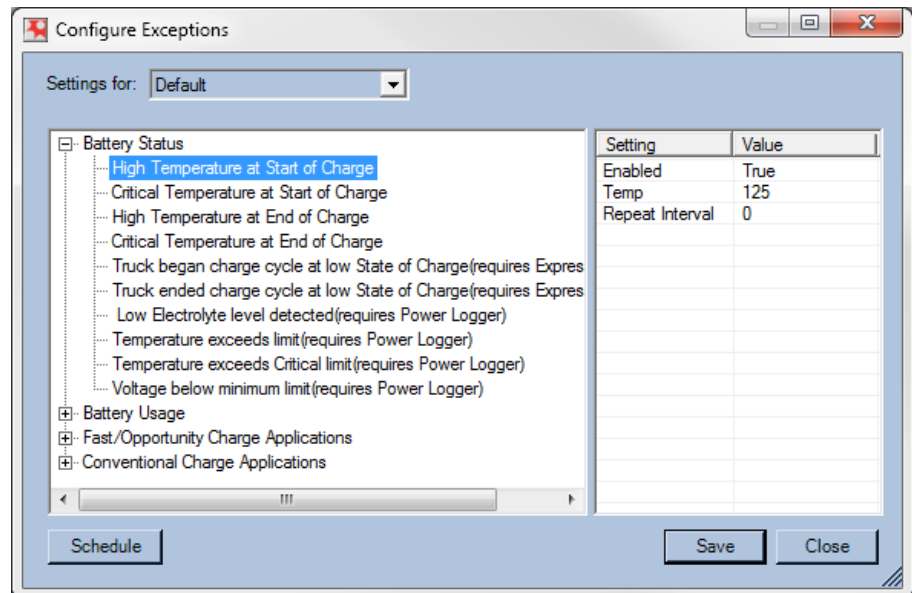 Configure Exceptions
Settings for: Default
Battery Status
High Temperature at Start of Charge
Critical Temperature at Start of Charge
High Temperature at End of Charge
Critical Temperature at End of Charge
Truck began charge cycle at low State of Charge(requires Expres
Truck ended charge cycle at low State of Charge(requires Expres
Low Electrolyte level detected(requires Power Logger)
Temperature exceeds limit(requires Power Logger)
Temperature exceeds Critical limit(requires Power Logger)
Voltage below minimum limit(requires Power Logger)
Battery Usage
Fast/Opportunity Charge Applications
Conventional Charge Applications
Setting Value
Enabled True
Temp 125
Repeat Interval 0
Schedule
Save
Close